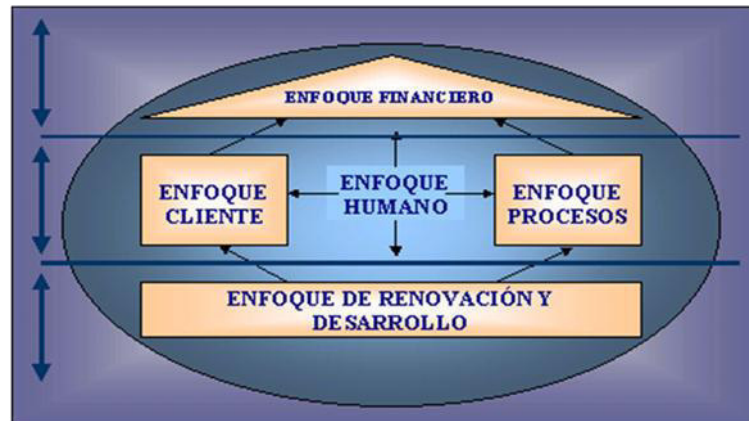 ENFOQUE FINANCIERO
ENFOQUE
CLIENTE
ENFOQUE
HUMANO
ENFOQUE
PROCESOS
ENFOQUE DE RENOVACIÓN Y
DESARROLLO